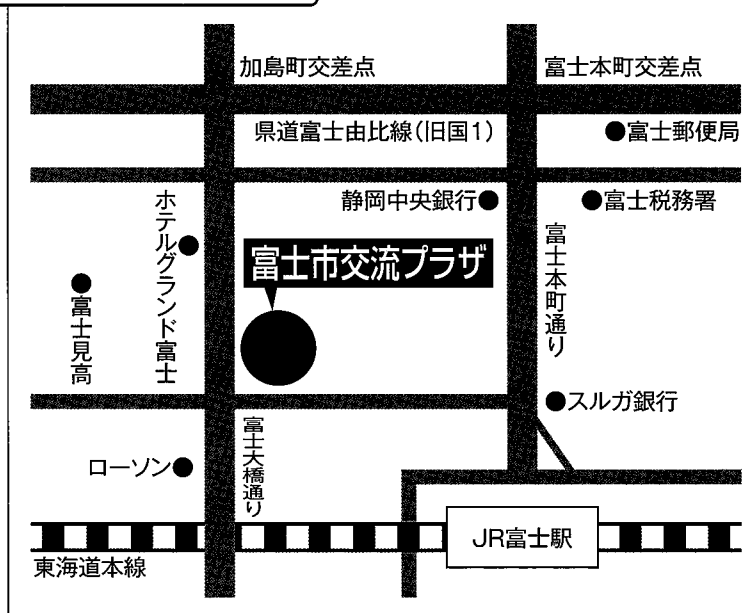 加島町交差点
富士本町交差点
県道富士由比線(旧国1)
●富士郵便局
静岡中央銀行●
●富士税務署
ホテルグランド富士
富士市交流プラザ
富士本町通り
富士見高
●スルガ銀行
富士大橋通り
ローソン●
JR富士駅
東海道本線